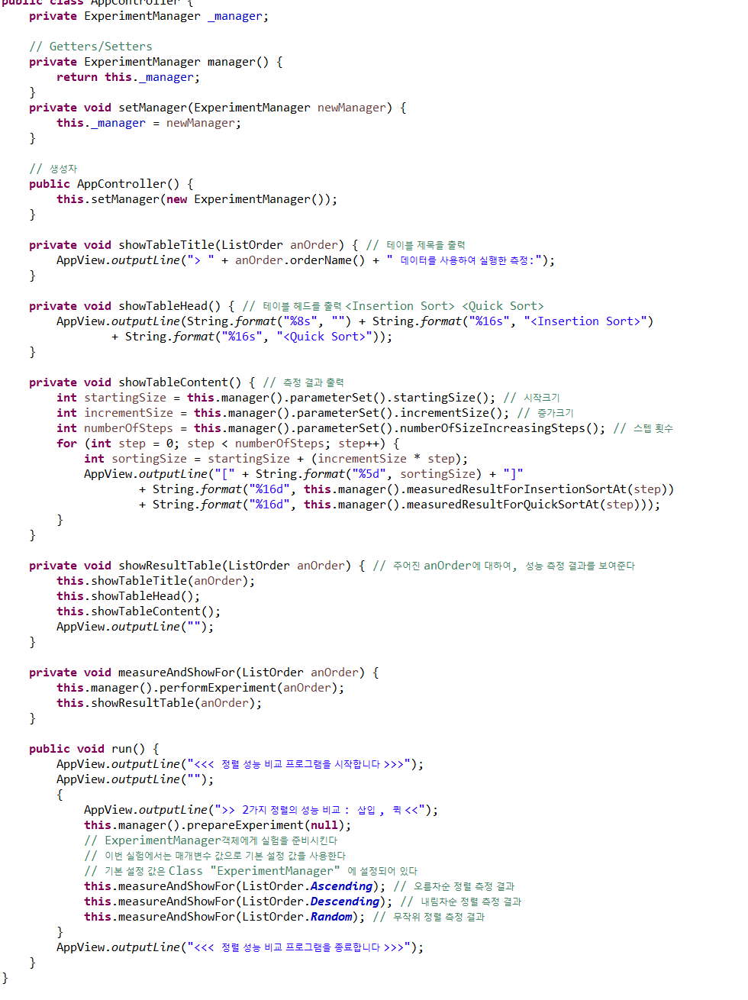 public class AppController {
    private ExperimentManager _manager;

    // Getters/Setters
    private ExperimentManager manager() {
        return this._manager;
    }
    private void setManager(ExperimentManager newManager) {
        this._manager = newManager;
    }

    // 생성자
    public AppController() {
        this.setManager(new ExperimentManager());
    }

    private void showTableTitle(ListOrder anOrder) { // 테이블 제목을 출력
        AppView.outputLine("> " + anOrder.orderName() + " 데이터를 사용하여 실행한 측정:");
    }

    private void showTableHead() { // 테이블 헤드를 출력 <Insertion Sort> <Quick Sort>
        AppView.outputLine(String.format("%8s", "") + String.format("%16s", "<Insertion Sort>")
                + String.format("%16s", "<Quick Sort>"));
    }

    private void showTableContent() { // 측정 결과 출력
        int startingSize = this.manager().parameterSet().startingSize(); // 시작크기
        int incrementSize = this.manager().parameterSet().incrementSize(); // 증가크기
        int numberOfSteps = this.manager().parameterSet().numberOfSizeIncreasingSteps(); // 스텝 횟수
        for (int step = 0; step < numberOfSteps; step++) {
            int sortingSize = startingSize + (incrementSize * step);
            AppView.outputLine("[" + String.format("%5d", sortingSize) + "]"
                    + String.format("%16d", this.manager().measuredResultForInsertionSortAt(step))
                    + String.format("%16d", this.manager().measuredResultForQuickSortAt(step)));
        }
    }

    private void showResultTable(ListOrder anOrder) { // 주어진 anOrder에 대하여, 성능 측정 결과를 보여준다
        this.showTableTitle(anOrder);
        this.showTableHead();
        this.showTableContent();
        AppView.outputLine("");
    }

    private void measureAndShowFor(ListOrder anOrder) {
        this.manager().performExperiment(anOrder);
        this.showResultTable(anOrder);
    }

    public void run() {
        AppView.outputLine("<<< 정렬 성능 비교 프로그램을 시작합니다 >>>");
        AppView.outputLine("");
        {
            AppView.outputLine(">> 2가지 정렬의 성능 비교 : 삽입 , 퀵 <<");
            this.manager().prepareExperiment(null);
            // ExperimentManager객체에게 실험을 준비시킨다
            // 이번 실험에서는 매개변수 값으로 기본 설정 값을 사용한다
            // 기본 설정 값은 Class "ExperimentManager" 에 설정되어 있다
            this.measureAndShowFor(ListOrder.Ascending); // 오름차순 정렬 측정 결과
            this.measureAndShowFor(ListOrder.Descending); // 내림차순 정렬 측정 결과
            this.measureAndShowFor(ListOrder.Random); // 무작위 정렬 측정 결과
        }
        AppView.outputLine("<<< 정렬 성능 비교 프로그램을 종료합니다 >>>");
    }
}